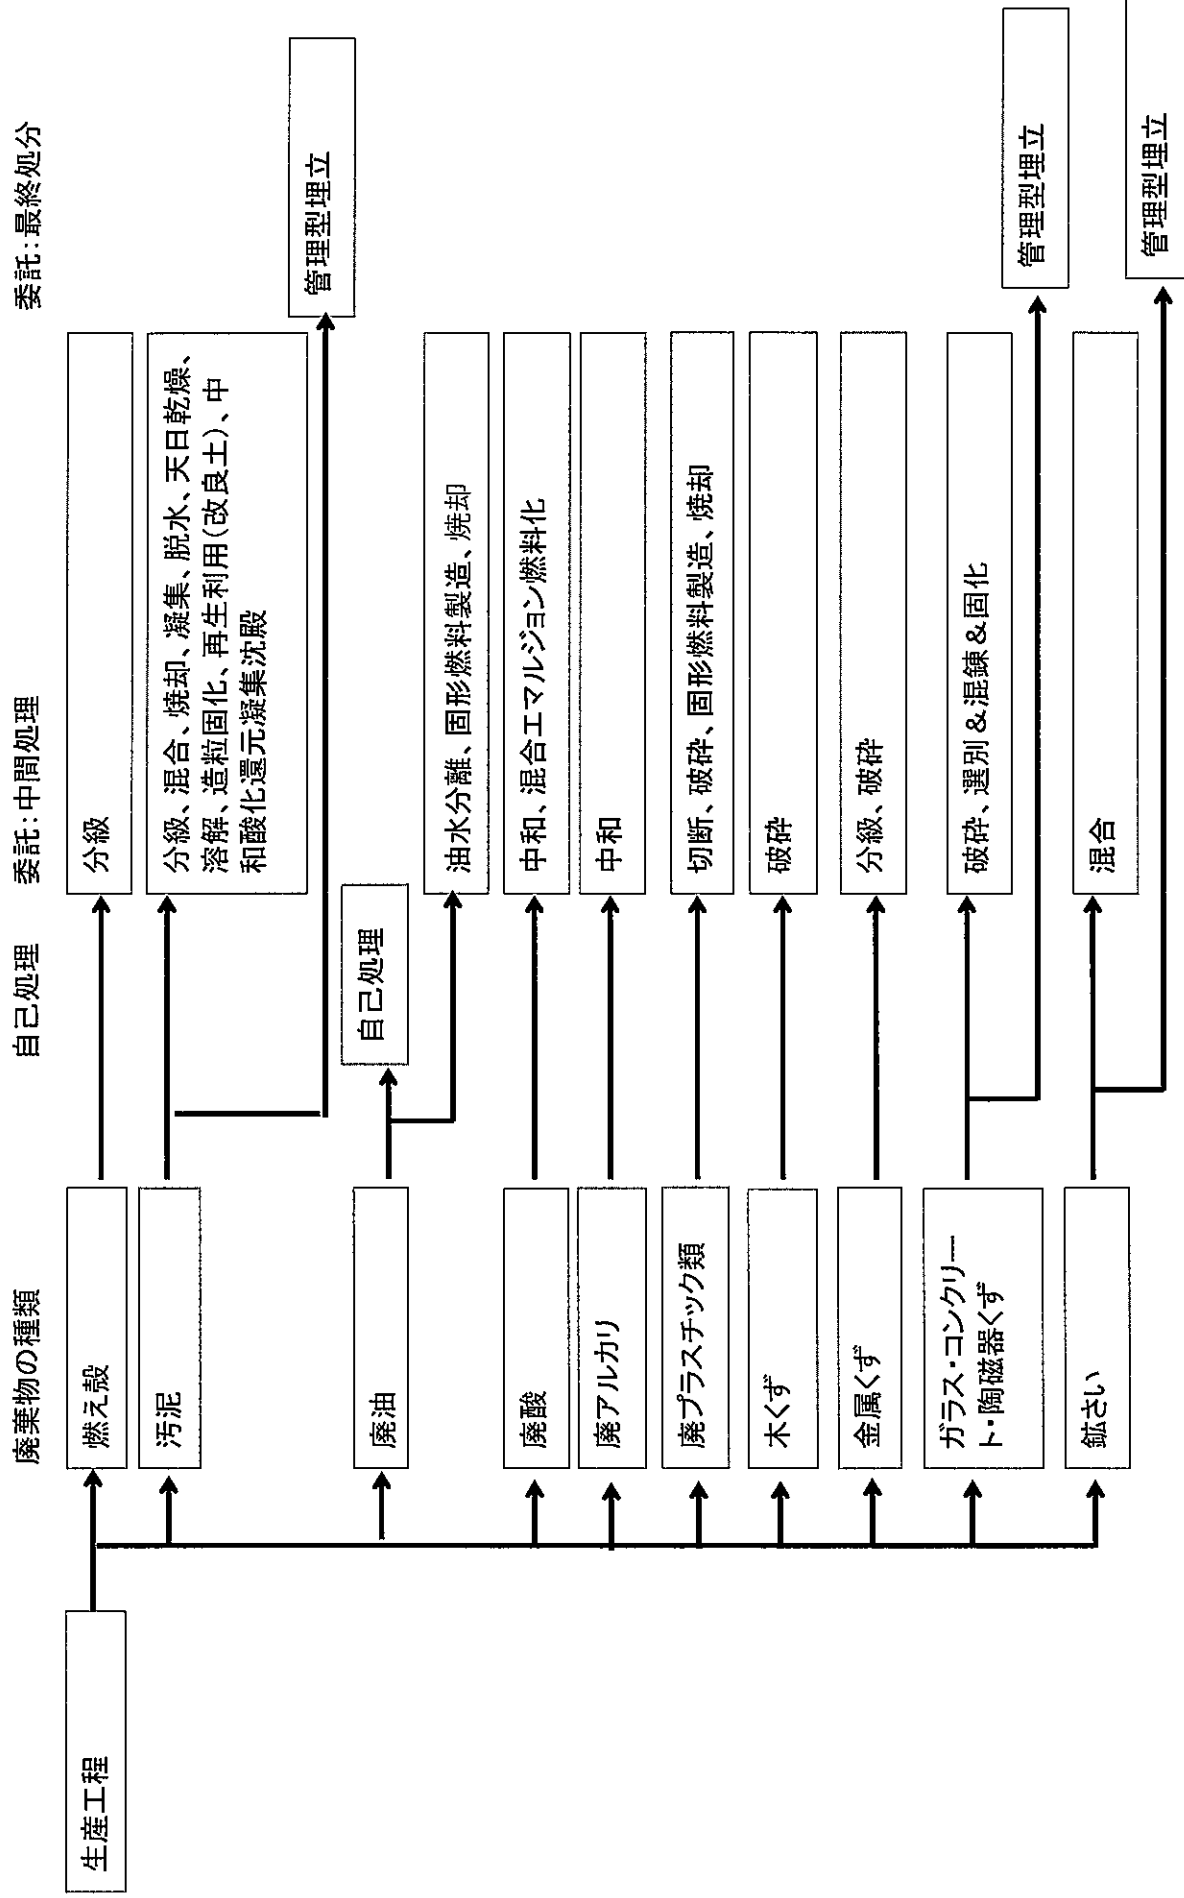 廃棄物の種類
自己処理
委託：中間処理
委託：最終処分
生産工程
燃え殻
分級
汚泥
分級、混合、焼却、凝集、脱水、天日乾燥、
溶解、造粒固化、再生利用（改良土）、中
和酸化還元凝集沈殿
管理型埋立
廃油
自己処理
油水分離、固形燃料製造、焼却
廃酸
中和、混合エマルジョン燃料化
廃アルカリ
中和
廃プラスチック類
切断、破砕、固形燃料製造、焼却
木くず
破砕
金属くず
分級、破砕
ガラス・コンクリー
ト・陶磁器くず
破砕、選別＆混錬＆固化
管理型埋立
鉱さい
混合
管理型埋立